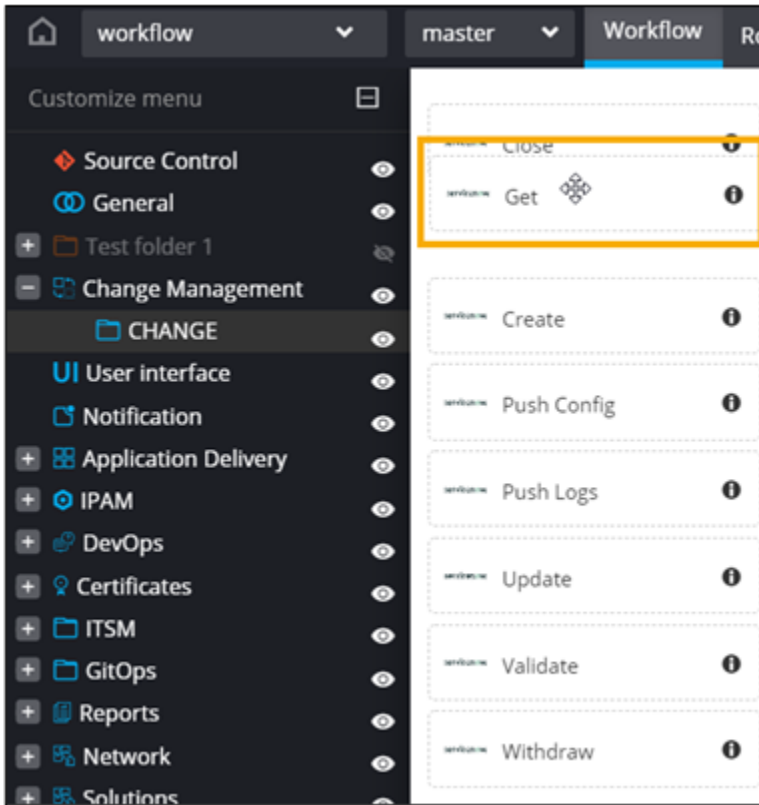 workflow
master
Workflow
Customize menu
Source Control
General
Test folder 1
Change Management
CHANGE
UI User interface
Notification
Application Delivery
IPAM
DevOps
Certificates
ITSM
GitOps
Reports
Network
Solutions
Close
Get
Create
Push Config
Push Logs
Update
Validate
Withdraw